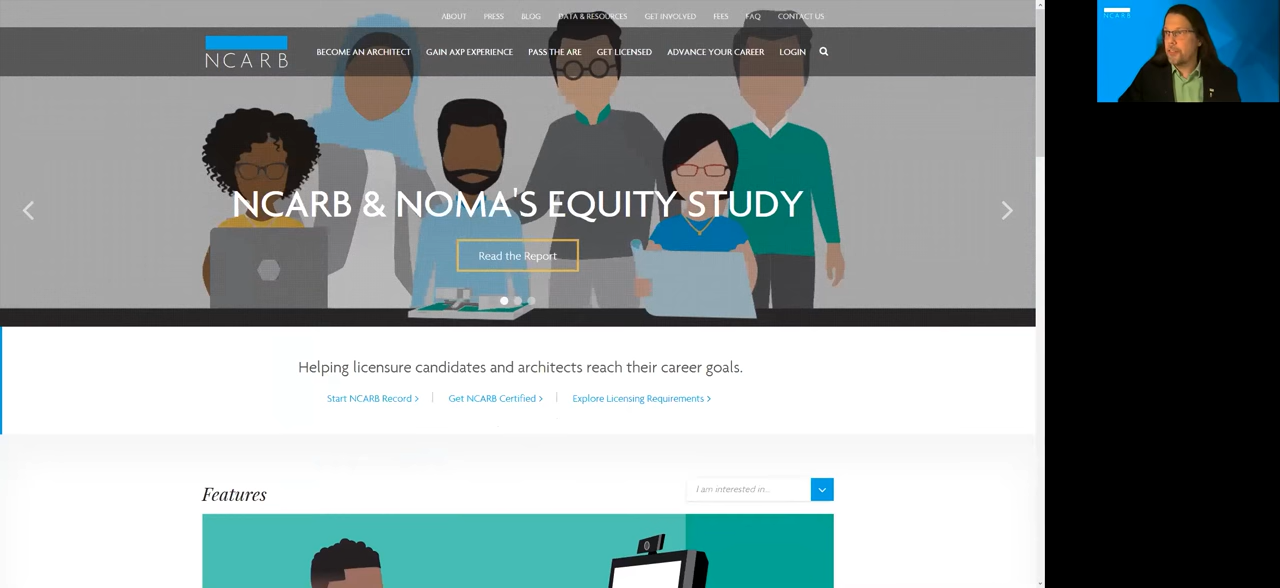 ABOUT PRESS BLOG DATA & RESOURCES GET INVOLVED FEES FAQ CONTACT US
NCARB
BECOME AN ARCHITECT GAIN AXP EXPERIENCE PASS THE ARE GET LICENSED ADVANCE YOUR CAREER LOGIN
NCARB
NCARB & NOMA'S EQUITY STUDY
Read the Report
Helping licensure candidates and architects reach their career goals.
Start NCARB Record > | Get NCARB Certified > | Explore Licensing Requirements >
Features
I am interested in...